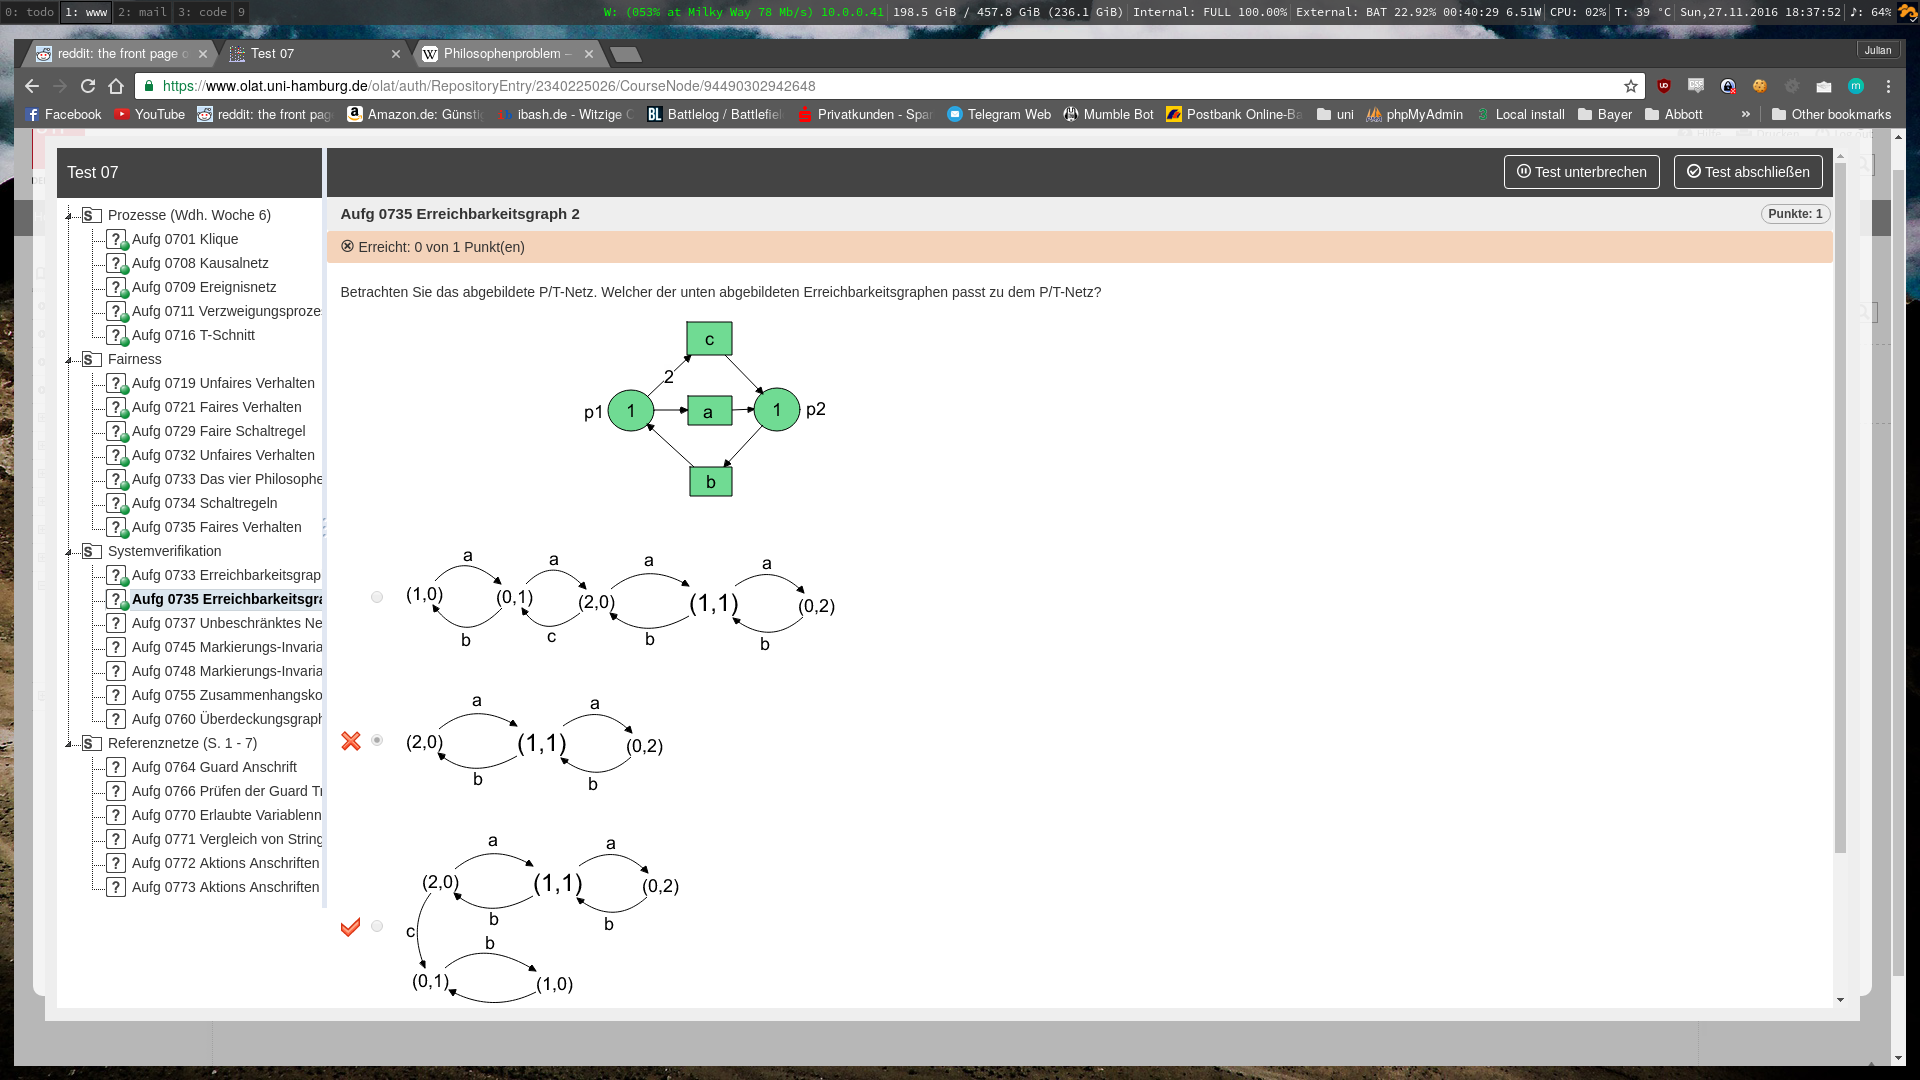 0: todo 1: www 2: mail 3: code 9 W: (053% at Milky Way 78 Mb/s) 10.0.0.41 198.5 GiB / 457.8 GiB (236.1 GiB) Internal: FULL 100.00% External: BAT 22.92% 00:40:29 6.51W CPU: 02% T: 39 °C Sun,27.11.2016 18:37:52 ♪: 64%
reddit: the front page o Test 07 Philosophenproblem – Julian
https://www.olat.uni-hamburg.de/olat/auth/RepositoryEntry/2340225026/CourseNode/94490302942648
Facebook YouTube reddit: the front pag Amazon.de: Günsti ibash.de - Witzige C Battlelog / Battlefiel Privatkunden - Spar Telegram Web Mumble Bot Postbank Online-Ba uni phpMyAdmin Local install Bayer Abbott » Other bookmarks
Test 07
Test unterbrechen Test abschließen
Prozesse (Wdh. Woche 6)
Aufg 0701 Klique
Aufg 0708 Kausalnetz
Aufg 0709 Ereignisnetz
Aufg 0711 Verzweigungsproze
Aufg 0716 T-Schnitt
Fairness
Aufg 0719 Unfaires Verhalten
Aufg 0721 Faires Verhalten
Aufg 0729 Faire Schaltregel
Aufg 0732 Unfaires Verhalten
Aufg 0733 Das vier Philosophe
Aufg 0734 Schaltregeln
Aufg 0735 Faires Verhalten
Systemverifikation
Aufg 0733 Erreichbarkeitsgrap
Aufg 0735 Erreichbarkeitsgra
Aufg 0737 Unbeschränktes Ne
Aufg 0745 Markierungs-Invaria
Aufg 0748 Markierungs-Invaria
Aufg 0755 Zusammenhangsko
Aufg 0760 Überdeckungsgraph
Referenznetze (S. 1 - 7)
Aufg 0764 Guard Anschrift
Aufg 0766 Prüfen der Guard T
Aufg 0770 Erlaubte Variablenn
Aufg 0771 Vergleich von String
Aufg 0772 Aktions Anschriften
Aufg 0773 Aktions Anschriften
Aufg 0735 Erreichbarkeitsgraph 2
Punkte: 1
Erreicht: 0 von 1 Punkt(en)
Betrachten Sie das abgebildete P/T-Netz. Welcher der unten abgebildeten Erreichbarkeitsgraphen passt zu dem P/T-Netz?
c
2
p1 1 a 1 p2
b
a a a a
(1,0) (0,1) (2,0) (1,1) (0,2)
b c b b
a a
(2,0) (1,1) (0,2)
b b
a a
(2,0) (1,1) (0,2)
b b
c
b
(0,1) (1,0)